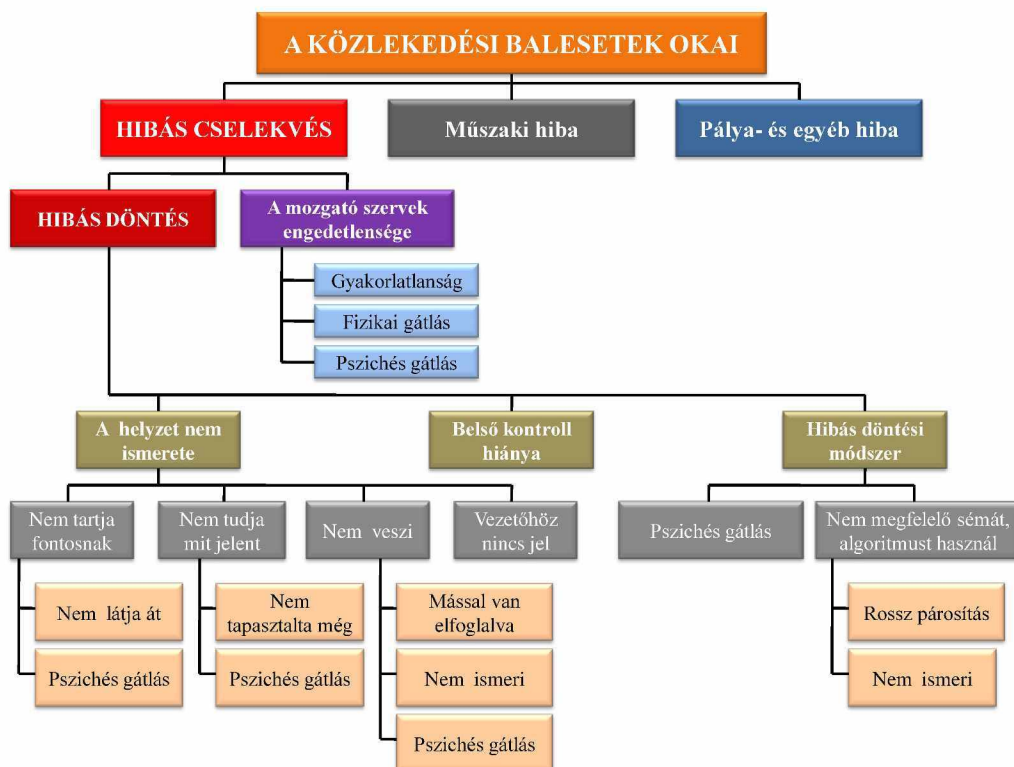 A KÖZLEKEDÉSI BALESETEK OKAI
HIBÁS CSELEKVÉS
Műszaki hiba
Pálya- és egyéb hiba
HIBÁS DÖNTÉS
A mozgató szervek
engedetlensége
Gyakorlatlanság
Fizikai gátlás
Pszichés gátlás
A helyzet nem
ismerete
Belső kontroll
hiánya
Hibás döntési
módszer
Nem tartja
fontosnak
Nem tudja
mit jelent
Nem veszi
Vezetőhöz
nincs jel
Pszichés gátlás
Nem megfelelő sémát,
algoritmust használ
Nem látja át
Pszichés gátlás
Nem
tapasztalta még
Pszichés gátlás
Mással van
elfoglalva
Nem ismeri
Pszichés gátlás
Rossz párosítás
Nem ismeri